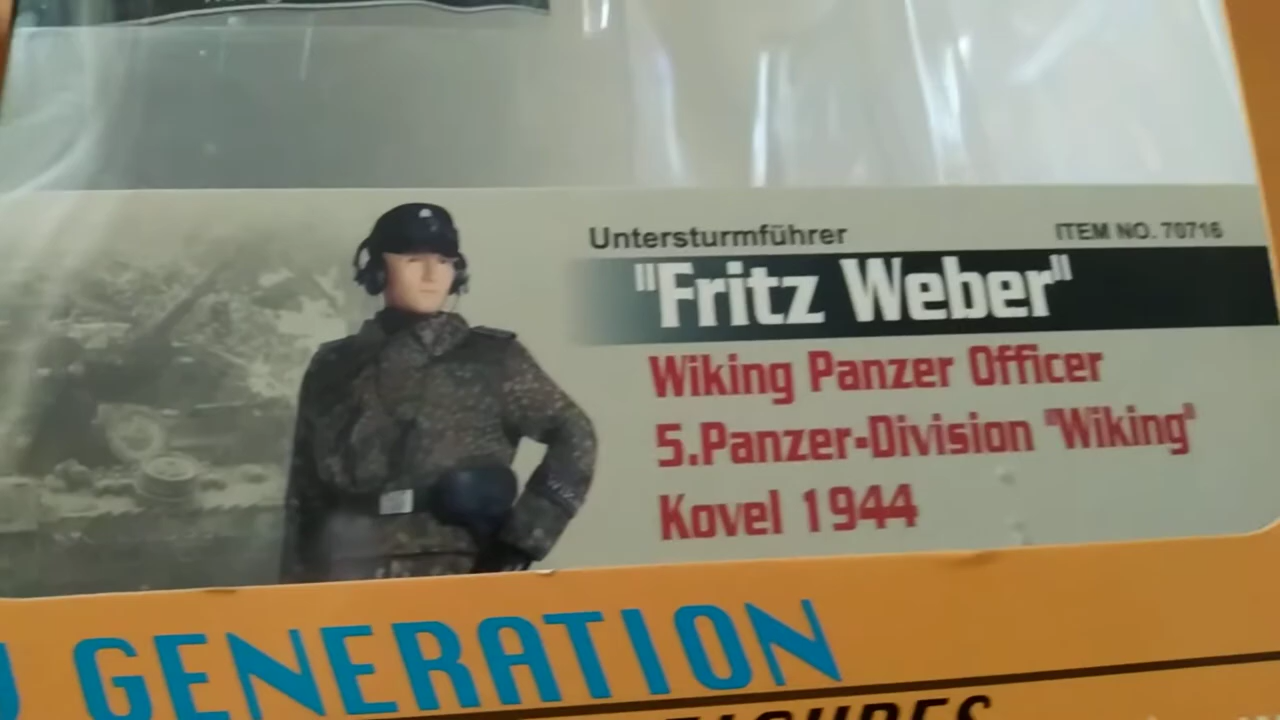 Untersturmführer
ITEM NO. 70716
"Fritz Weber"
Wiking Panzer Officer
5.Panzer-Division "Wiking"
Kovel 1944
GENERATION